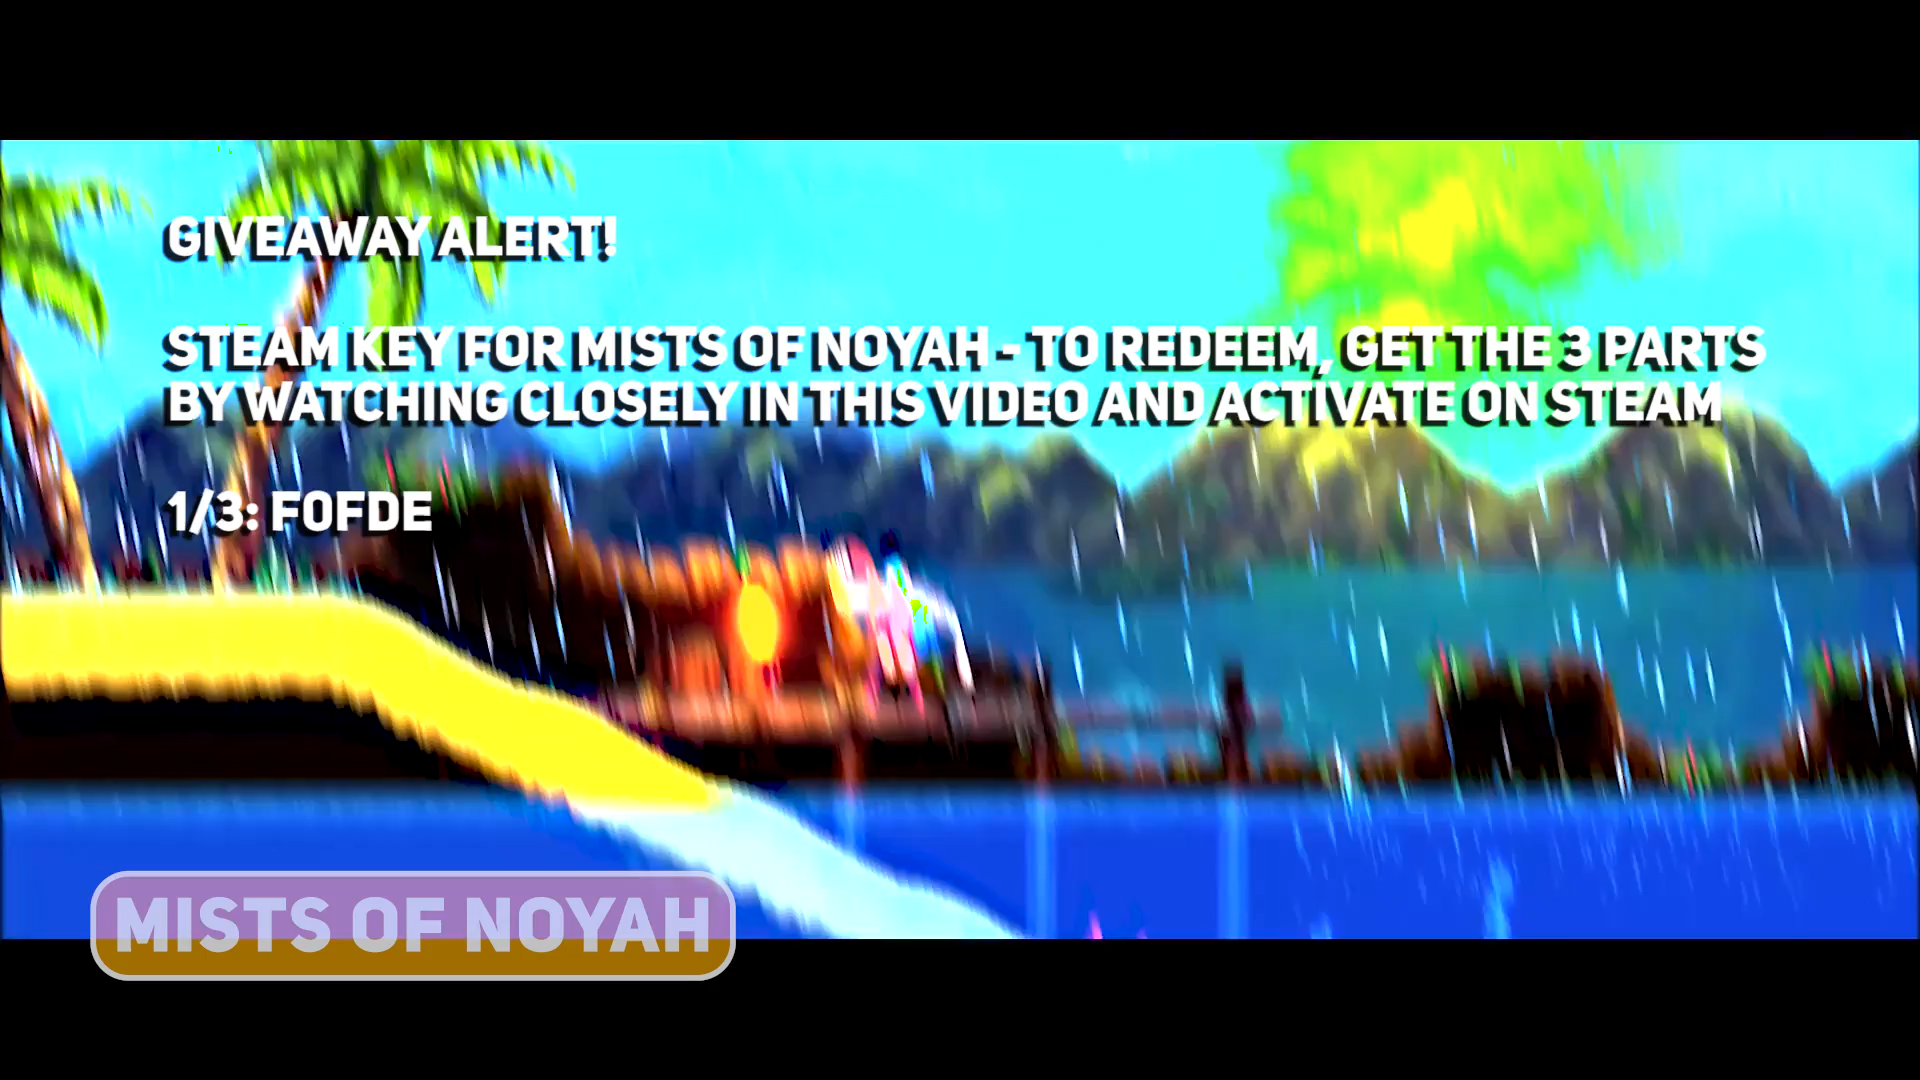 GIVEAWAY ALERT!
STEAM KEY FOR MISTS OF NOYAH - TO REDEEM, GET THE 3 PARTS
BY WATCHING CLOSELY IN THIS VIDEO AND ACTIVATE ON STEAM
1/3: F0FDE
MISTS OF NOYAH